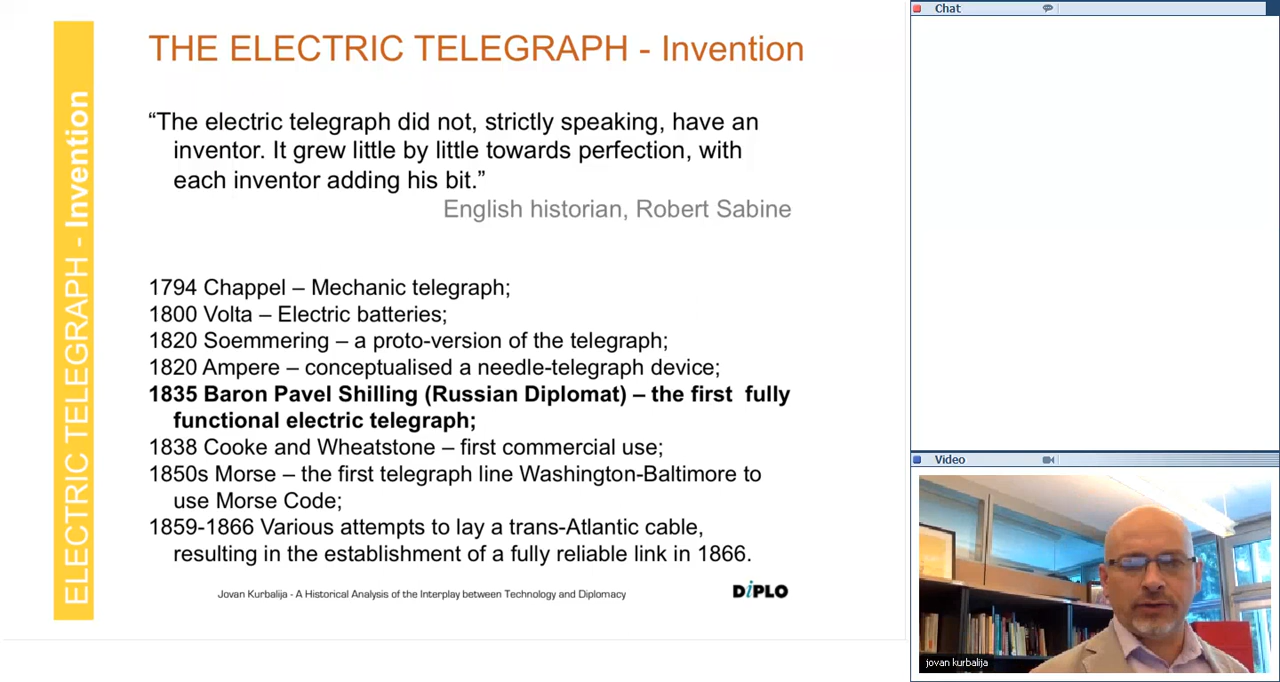 THE ELECTRIC TELEGRAPH - Invention
“The electric telegraph did not, strictly speaking, have an
inventor. It grew little by little towards perfection, with
each inventor adding his bit.”
English historian, Robert Sabine
1794 Chappel – Mechanic telegraph;
1800 Volta – Electric batteries;
1820 Soemmering – a proto-version of the telegraph;
1820 Ampere – conceptualised a needle-telegraph device;
1835 Baron Pavel Shilling (Russian Diplomat) – the first fully
functional electric telegraph;
1838 Cooke and Wheatstone – first commercial use;
1850s Morse – the first telegraph line Washington-Baltimore to
use Morse Code;
1859-1866 Various attempts to lay a trans-Atlantic cable,
resulting in the establishment of a fully reliable link in 1866.
Jovan Kurbalija - A Historical Analysis of the Interplay between Technology and Diplomacy
DiPLO
ELECTRIC TELEGRAPH - Invention
Chat
Video
jovan kurbalija